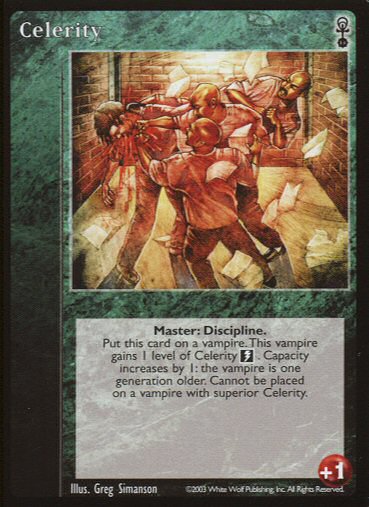 Celerity
Master: Discipline.
Put this card on a vampire. This vampire
gains 1 level of Celerity . Capacity
increases by 1: the vampire is one
generation older. Cannot be placed
on a vampire with superior Celerity.
+1
Illus. Greg Simanson
©2003 White Wolf Publishing, Inc. All Rights Reserved.